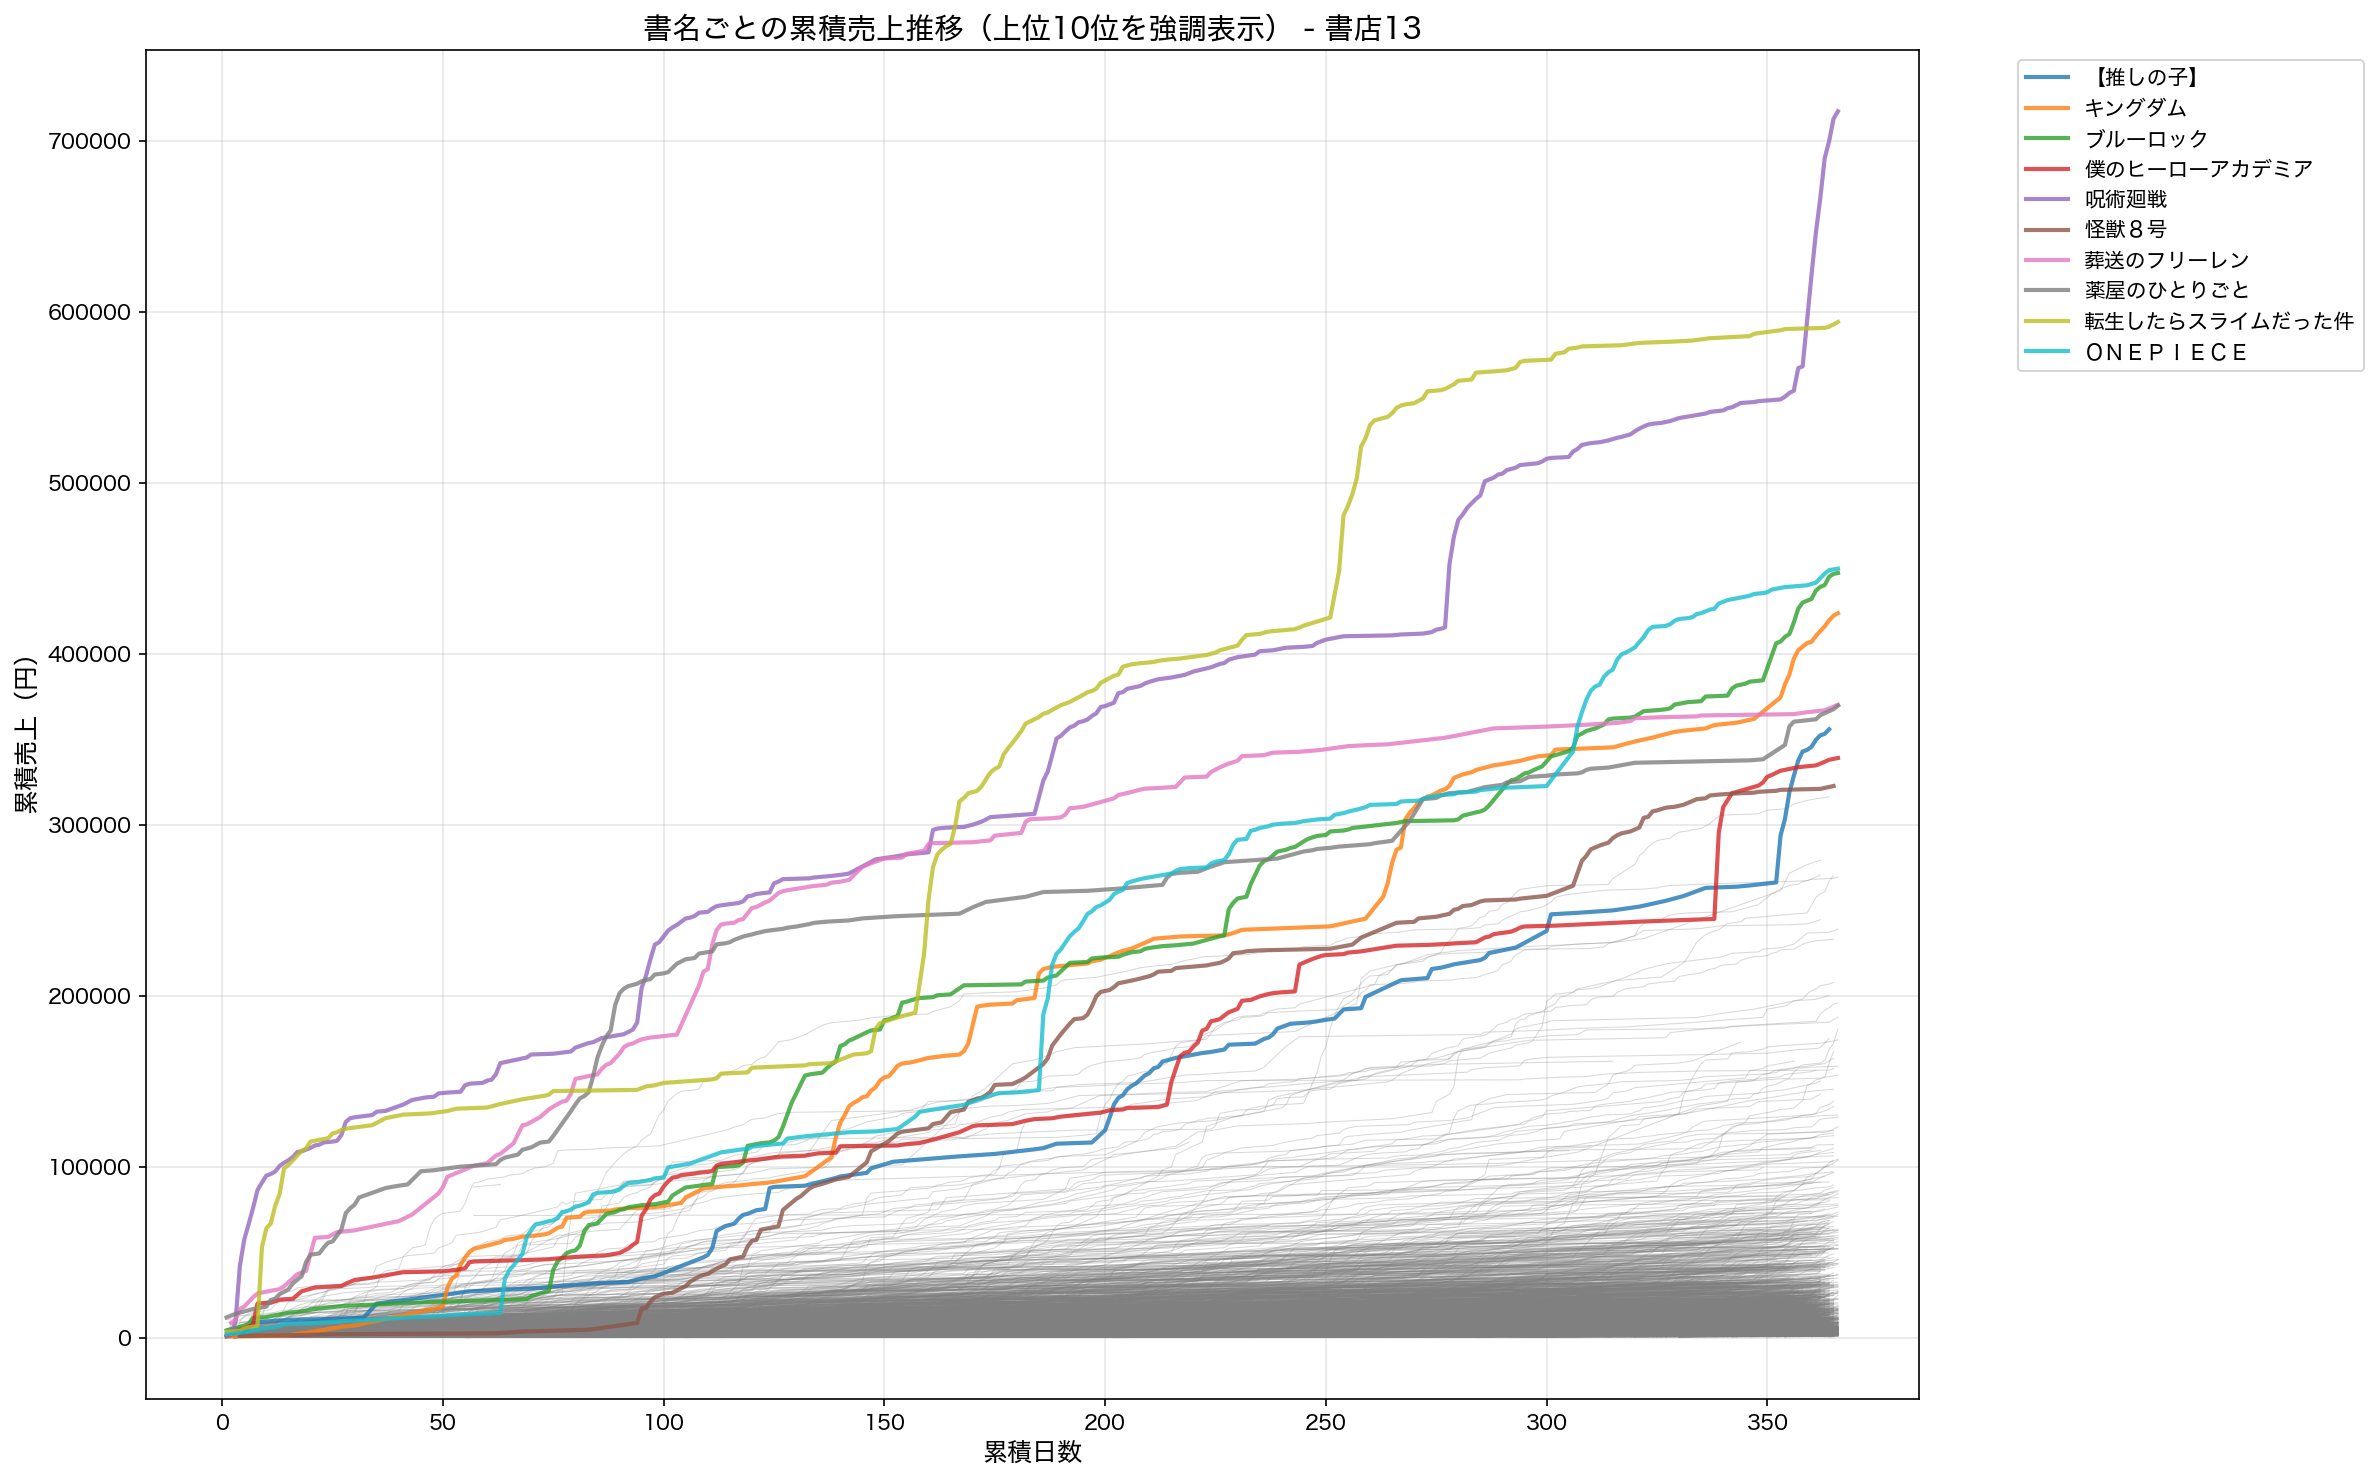 書名ごとの累積売上推移（上位10位を強調表示） - 書店13
【推しの子】
キングダム
ブルーロック
僕のヒーローアカデミア
呪術廻戦
怪獣８号
葬送のフリーレン
薬屋のひとりごと
転生したらスライムだった件
ＯＮＥＰＩＥＣＥ
700000
600000
500000
400000
300000
200000
100000
0
累積売上（円）
0 50 100 150 200 250 300 350
累積日数